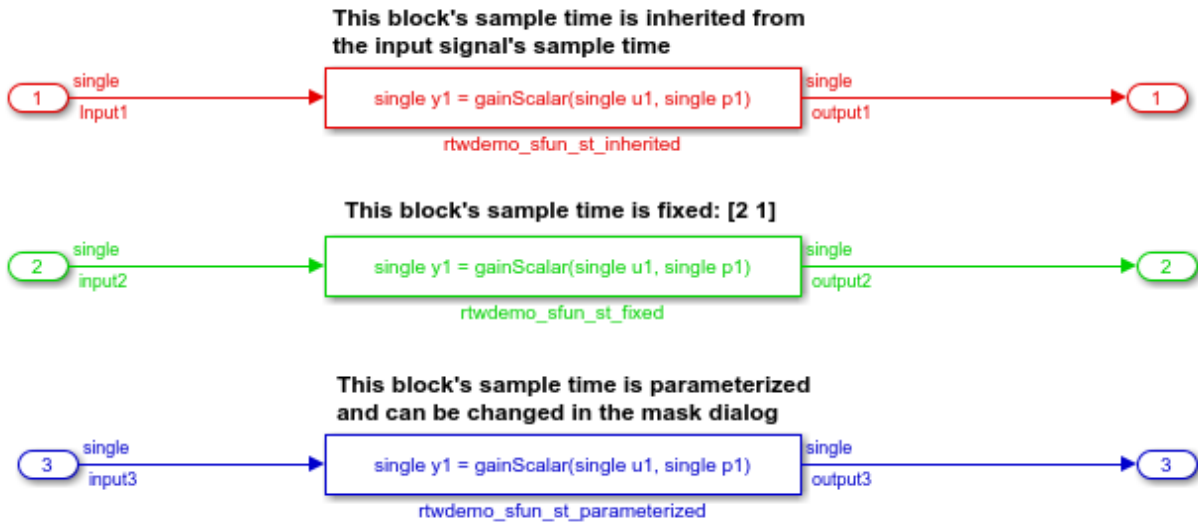 This block's sample time is inherited from
the input signal's sample time
single
single
1
single y1 = gainScalar(single u1, single p1)
1
Input1
output1
rtwdemo_sfun_st_inherited
This block's sample time is fixed: [2 1]
single
single
2
single y1 = gainScalar(single u1, single p1)
2
input2
output2
rtwdemo_sfun_st_fixed
This block's sample time is parameterized
and can be changed in the mask dialog
single
single
3
single y1 = gainScalar(single u1, single p1)
3
input3
output3
rtwdemo_sfun_st_parameterized